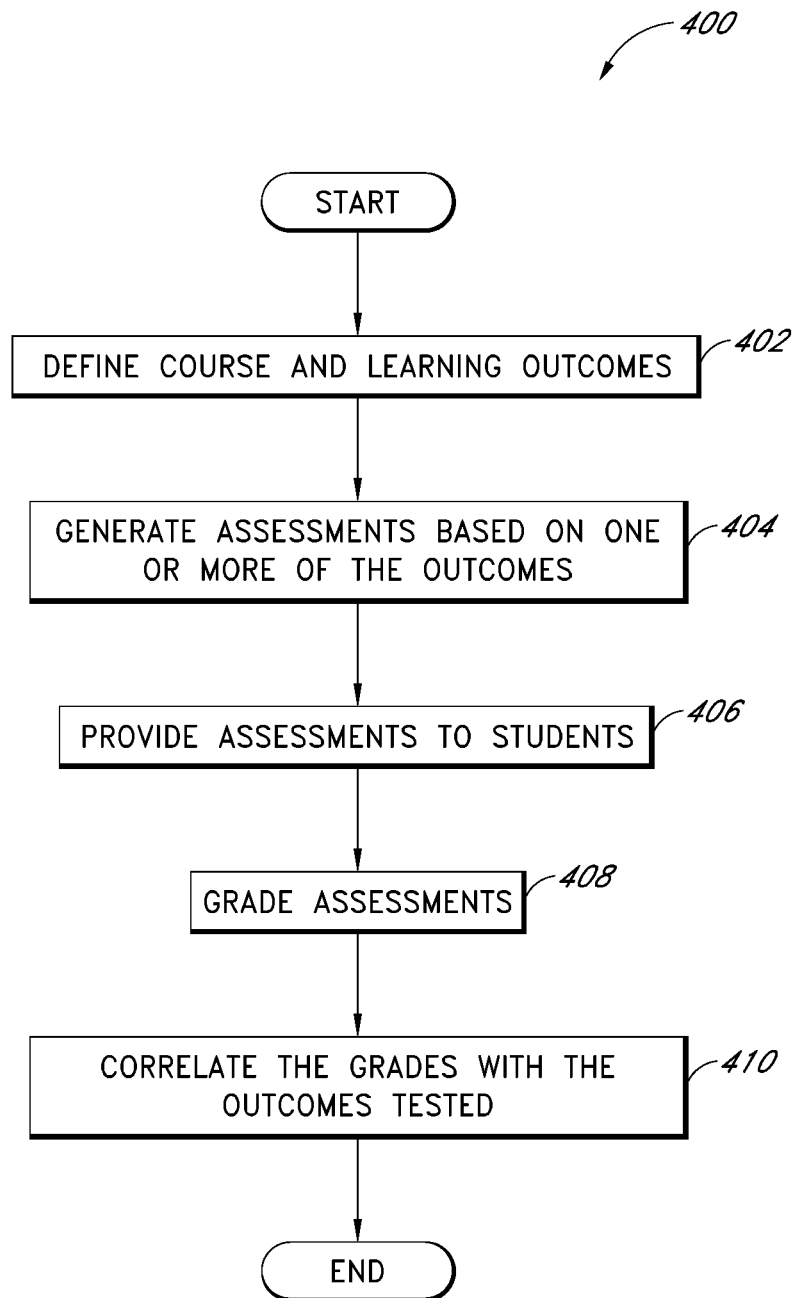 400
START
DEFINE COURSE AND LEARNING OUTCOMES
402
GENERATE ASSESSMENTS BASED ON ONE
OR MORE OF THE OUTCOMES
404
PROVIDE ASSESSMENTS TO STUDENTS
406
GRADE ASSESSMENTS
408
CORRELATE THE GRADES WITH THE
OUTCOMES TESTED
410
END